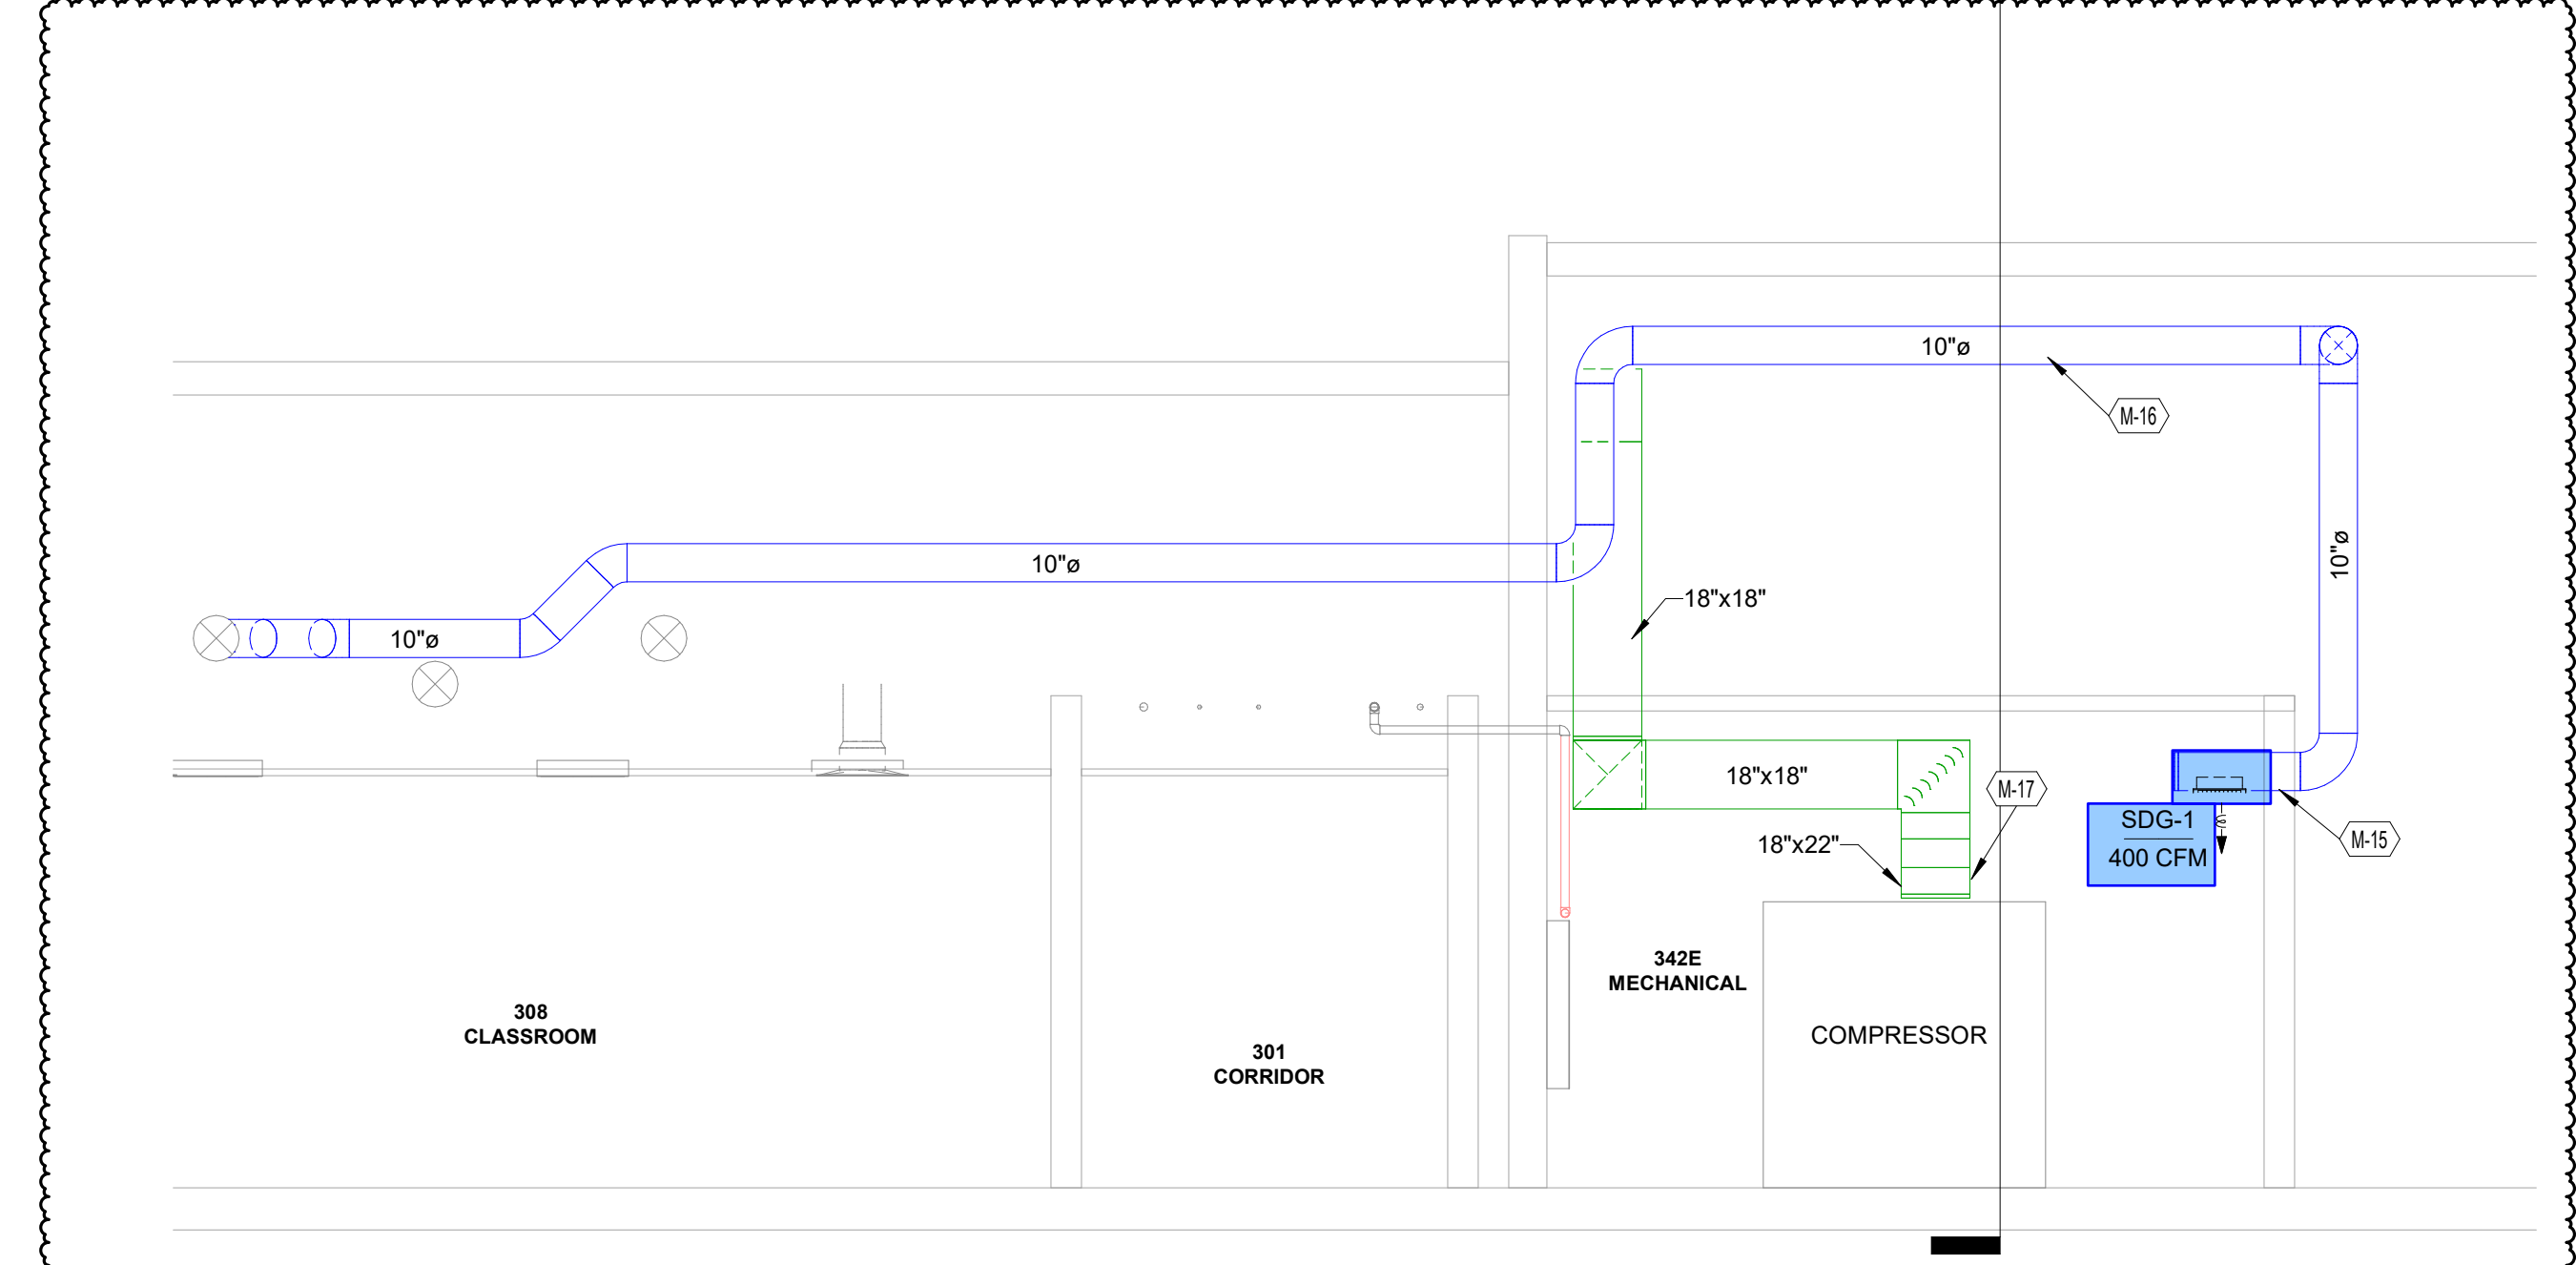 10"ø
M-16
10"ø
10"ø
18"x18"
10"ø
18"x18"
M-17
SDG-1
400 CFM
M-15
18"x22"
342E
MECHANICAL
308
CLASSROOM
COMPRESSOR
301
CORRIDOR